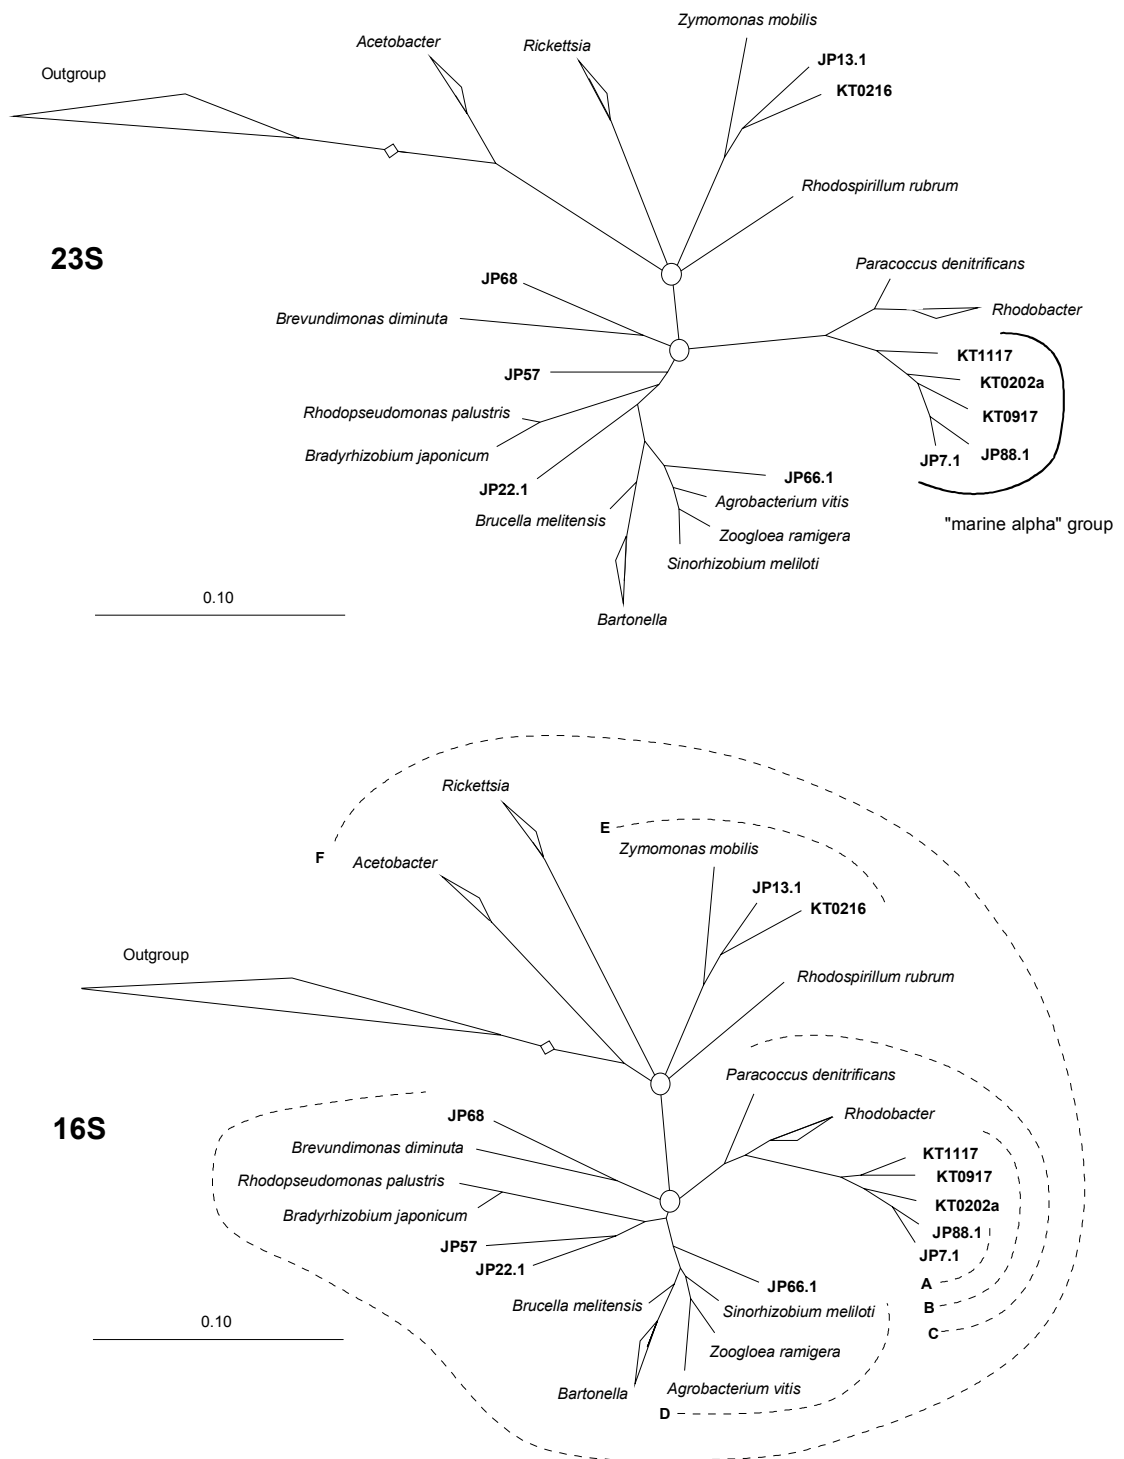 Zymomonas mobilis
Acetobacter
Rickettsia
JP13.1
Outgroup
KT0216
Rhodospirillum rubrum
23S
Paracoccus denitrificans
JP68
Rhodobacter
Brevundimonas diminuta
KT1117
JP57
KT0202a
Rhodopseudomonas palustris
KT0917
Bradyrhizobium japonicum
JP88.1
JP7.1
JP22.1
JP66.1
Agrobacterium vitis
Brucella melitensis
"marine alpha" group
Zoogloea ramigera
Sinorhizobium meliloti
0.10
Bartonella
Rickettsia
E
Zymomonas mobilis
F
Acetobacter
JP13.1
KT0216
Outgroup
Rhodospirillum rubrum
Paracoccus denitrificans
16S
JP68
Rhodobacter
Brevundimonas diminuta
KT1117
Rhodopseudomonas palustris
KT0917
Bradyrhizobium japonicum
KT0202a
JP88.1
JP57
JP7.1
JP22.1
A
JP66.1
Brucella melitensis
Sinorhizobium meliloti
B
0.10
C
Zoogloea ramigera
Bartonella
Agrobacterium vitis
D